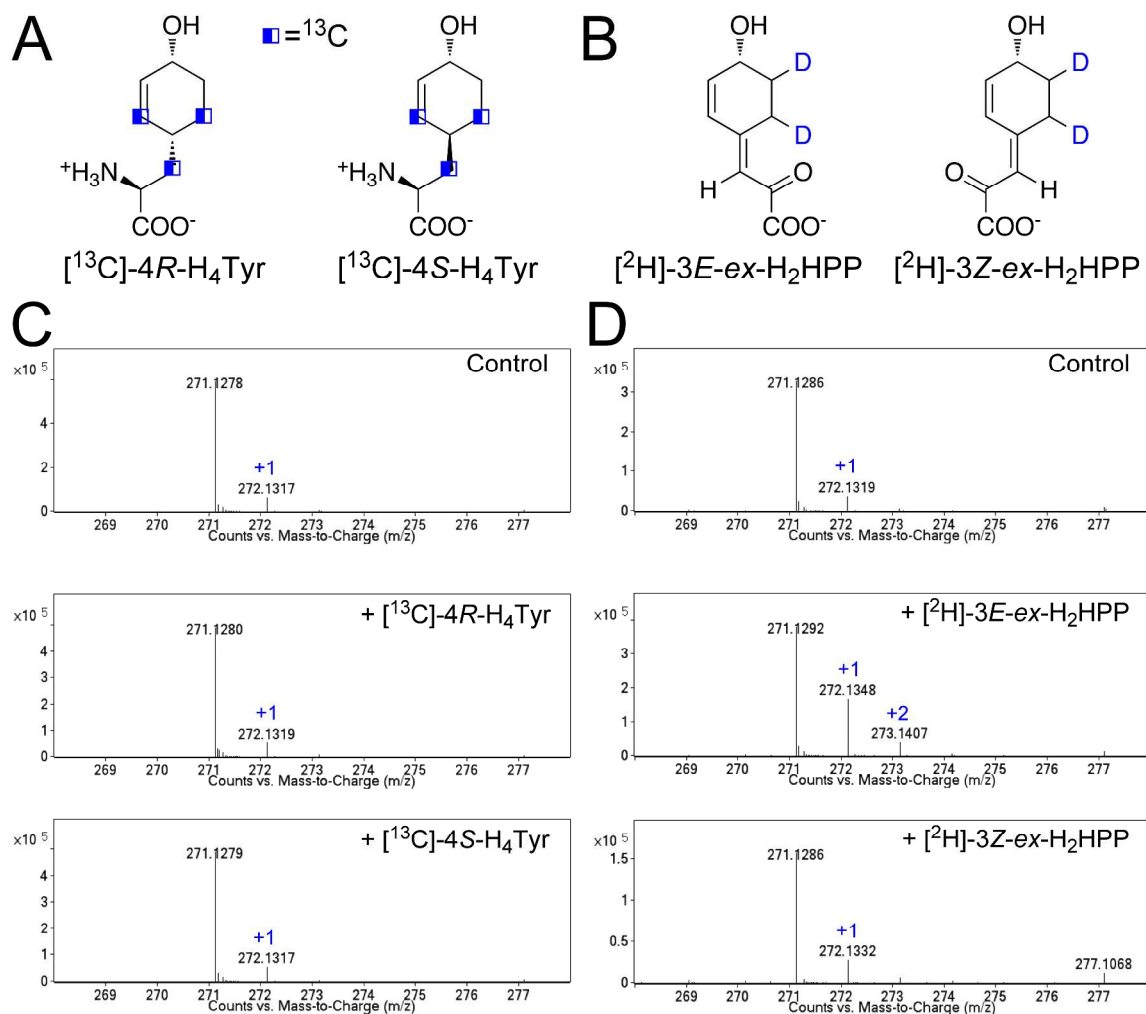 A
OH
=¹³C
⁺H₃N
COO⁻
[¹³C]-4R-H₄Tyr
OH
⁺H₃N
COO⁻
[¹³C]-4S-H₄Tyr
B
OH
D
D
H
O
COO⁻
[²H]-3E-ex-H₂HPP
OH
D
D
O
H
COO⁻
[²H]-3Z-ex-H₂HPP
C
×10 5
Control
271.1278
+1
272.1317
4
2
0
269 270 271 272 273 274 275 276 277
Counts vs. Mass-to-Charge (m/z)
×10 5
+ [¹³C]-4R-H₄Tyr
271.1280
+1
272.1319
4
3
2
1
0
269 270 271 272 273 274 275 276 277
Counts vs. Mass-to-Charge (m/z)
×10 5
+ [¹³C]-4S-H₄Tyr
271.1279
+1
272.1317
4
3
2
1
0
269 270 271 272 273 274 275 276 277
Counts vs. Mass-to-Charge (m/z)
D
×10 5
Control
271.1286
+1
272.1319
3
2
1
0
269 270 271 272 273 274 275 276 277
Counts vs. Mass-to-Charge (m/z)
×10 5
+ [²H]-3E-ex-H₂HPP
271.1292
+1
272.1348
+2
273.1407
3
2
1
0
269 270 271 272 273 274 275 276 277
Counts vs. Mass-to-Charge (m/z)
×10 5
+ [²H]-3Z-ex-H₂HPP
271.1286
+1
272.1332
277.1068
1.5
1
0.5
0
269 270 271 272 273 274 275 276 277
Counts vs. Mass-to-Charge (m/z)